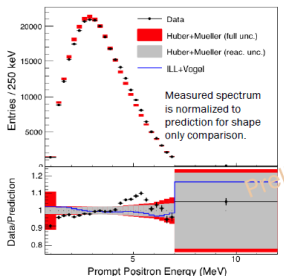 Entries / 250 keV
20000
15000
10000
5000
Data
Huber+Mueller (full unc.)
Huber+Mueller (reac. unc.)
ILL+Vogel
Measured spectrum
is normalized to
prediction for shape
only comparison.
Data/Prediction
1.2
1.1
1
0.9
0.8
5
10
Prompt Positron Energy (MeV)